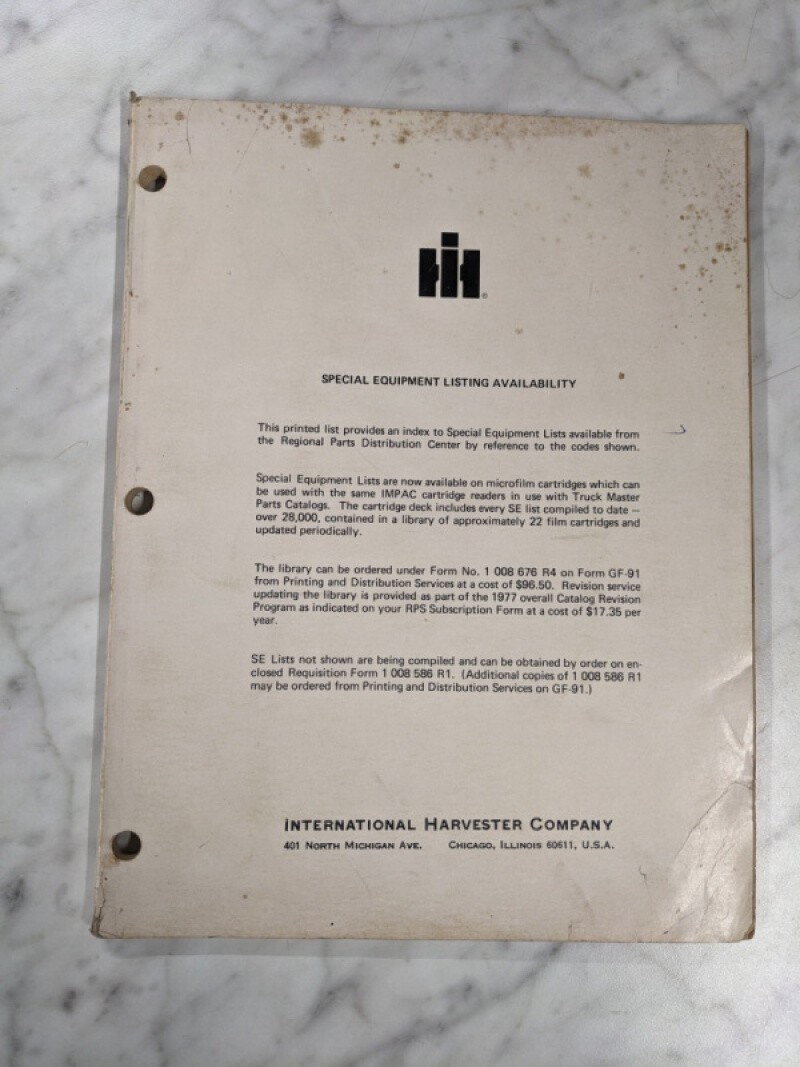 IH®
SPECIAL EQUIPMENT LISTING AVAILABILITY
This printed list provides an index to Special Equipment Lists available from
the Regional Parts Distribution Center by reference to the codes shown.
Special Equipment Lists are now available on microfilm cartridges which can
be used with the same IMPAC cartridge readers in use with Truck Master
Parts Catalogs. The cartridge deck includes every SE list compiled to date —
over 28,000, contained in a library of approximately 22 film cartridges and
updated periodically.
The library can be ordered under Form No. 1 008 676 R4 on Form GF-91
from Printing and Distribution Services at a cost of $96.50. Revision service
updating the library is provided as part of the 1977 overall Catalog Revision
Program as indicated on your RPS Subscription Form at a cost of $17.35 per
year.
SE Lists not shown are being compiled and can be obtained by order on en-
closed Requisition Form 1 008 586 R1. (Additional copies of 1 008 586 R1
may be ordered from Printing and Distribution Services on GF-91.)
INTERNATIONAL HARVESTER COMPANY
401 NORTH MICHIGAN AVE. CHICAGO, ILLINOIS 60611, U.S.A.